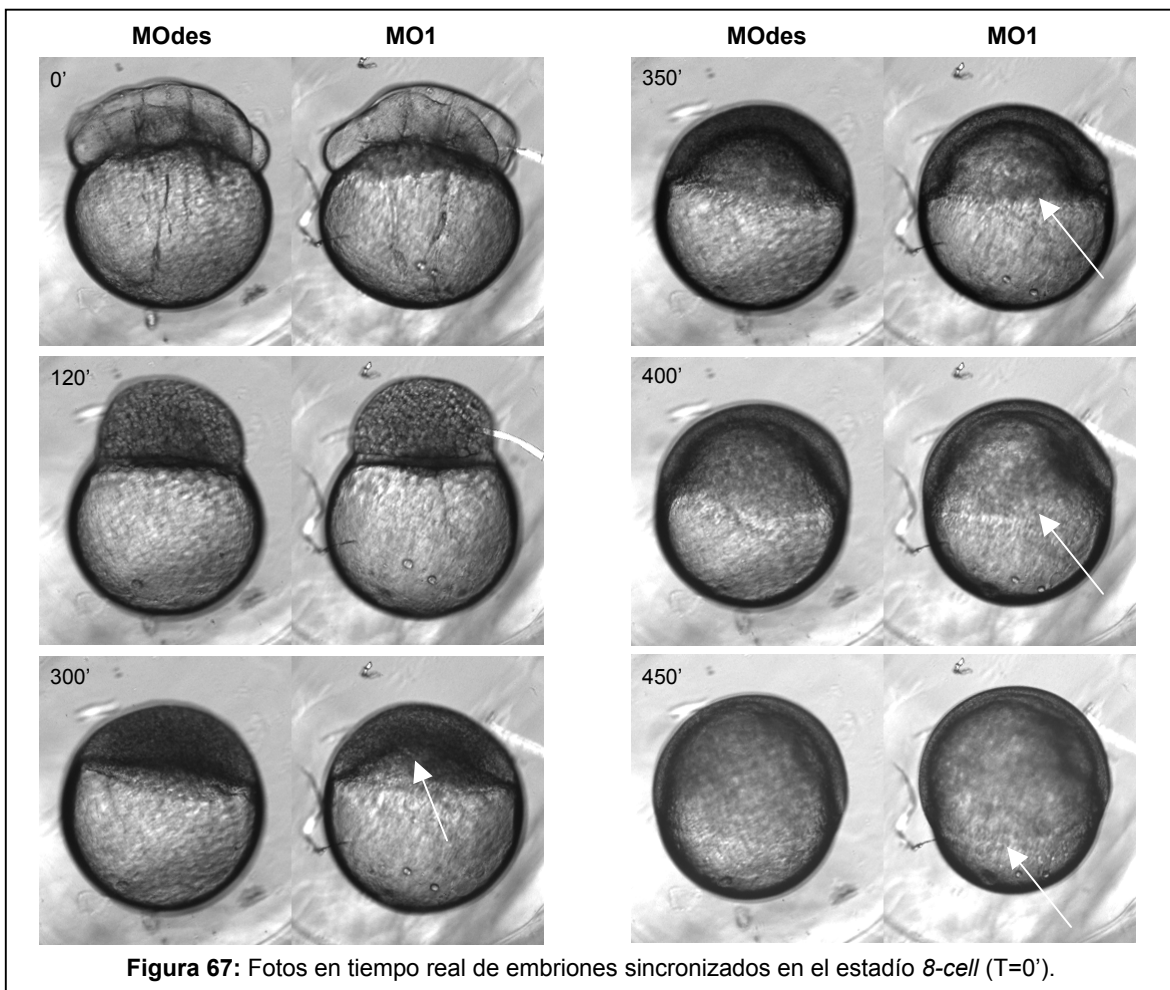 MOdes MO1
0'
120'
300'
MOdes MO1
350'
400'
450'
Figura 67: Fotos en tiempo real de embriones sincronizados en el estadío 8-cell (T=0').